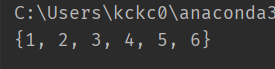 C:\Users\kckc0\anaconda3
{1, 2, 3, 4, 5, 6}